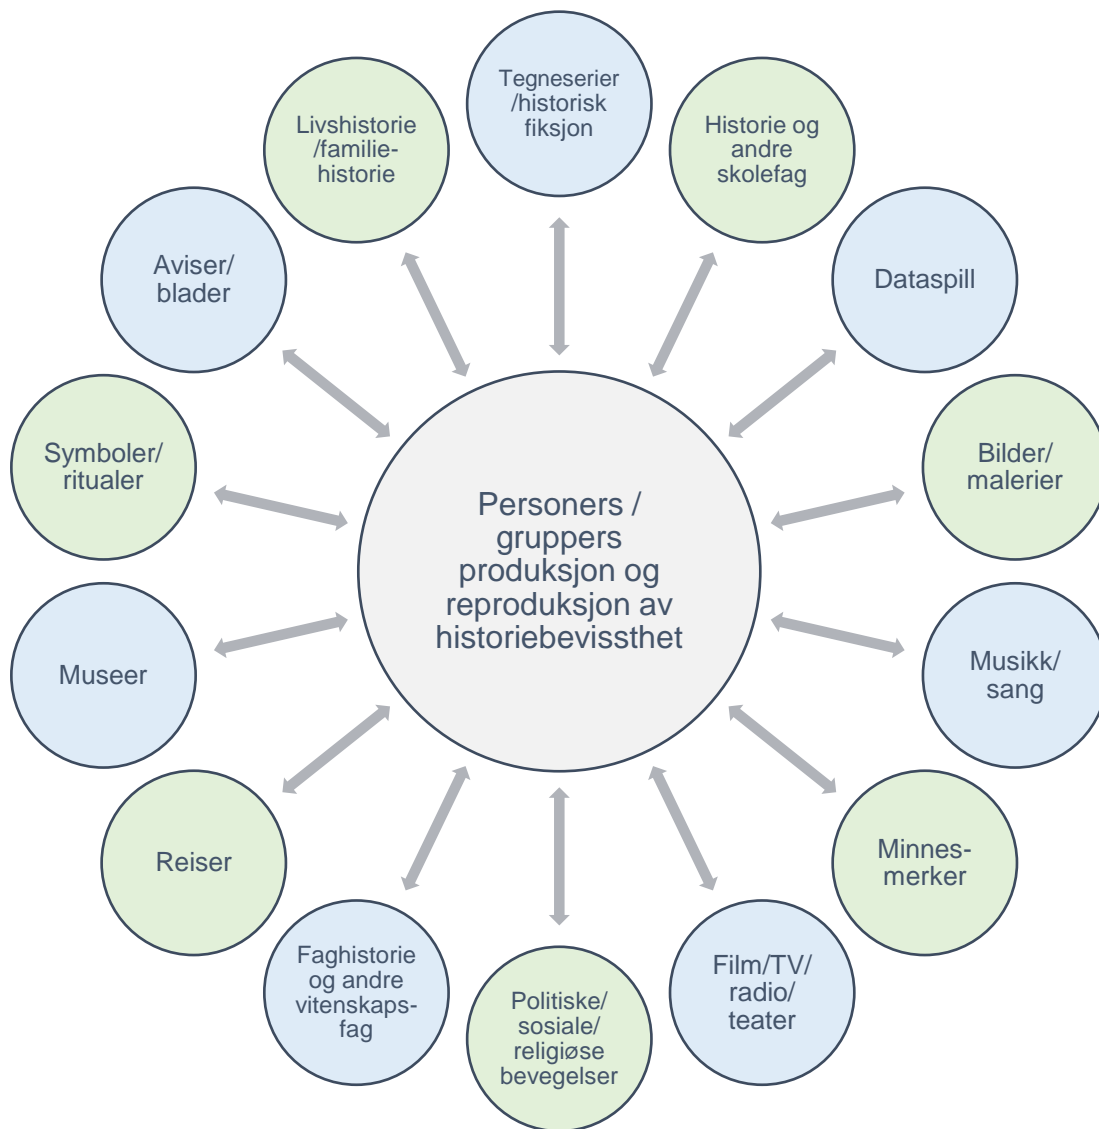 Tegneserier
/historisk
fiksjon
Historie og
andre
skolefag
Dataspill
Bilder/
malerier
Musikk/
sang
Minnes-
merker
Film/TV/
radio/
teater
Politiske/
sosiale/
religiøse
bevegelser
Faghistorie
og andre
vitenskaps-
fag
Reiser
Museer
Symboler/
ritualer
Aviser/
blader
Livshistorie
/familie-
historie
Personers /
gruppers
produksjon og
reproduksjon av
historiebevissthet